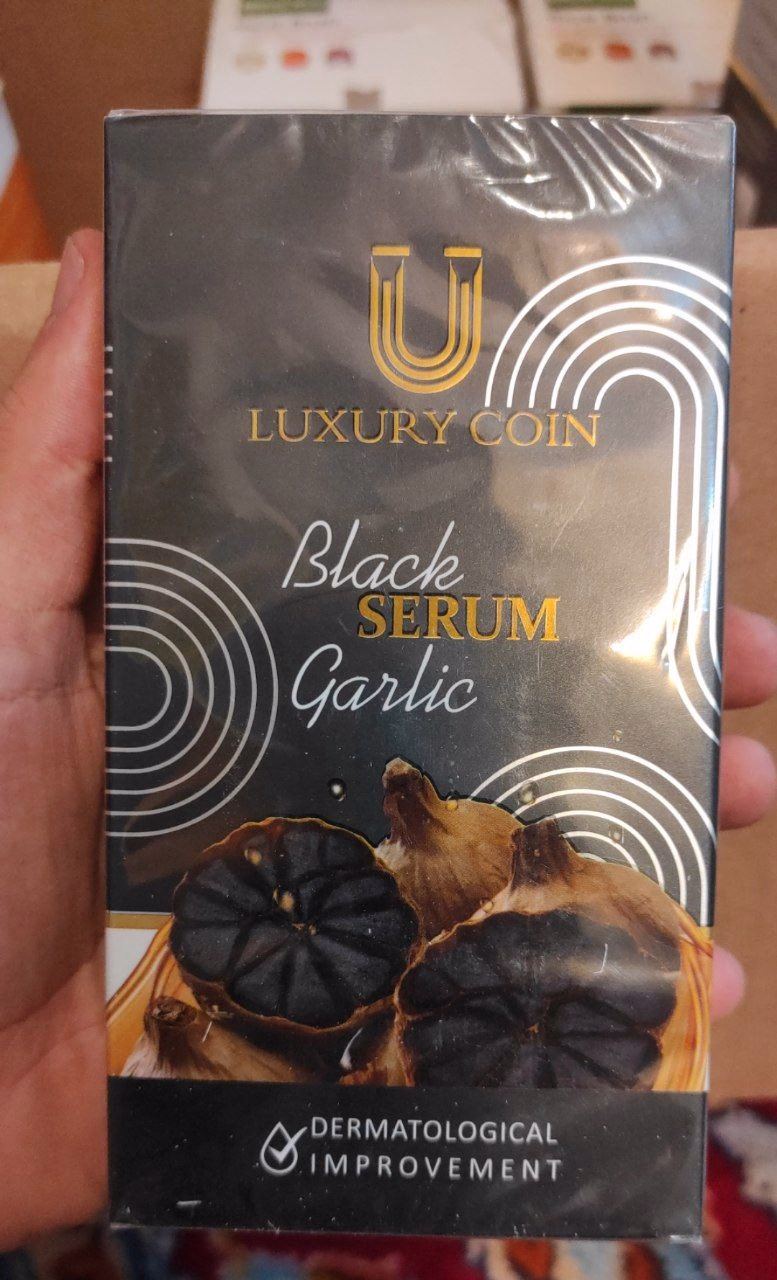 LUXURY COIN
Black
SERUM
Garlic
DERMATOLOGICAL
IMPROVEMENT